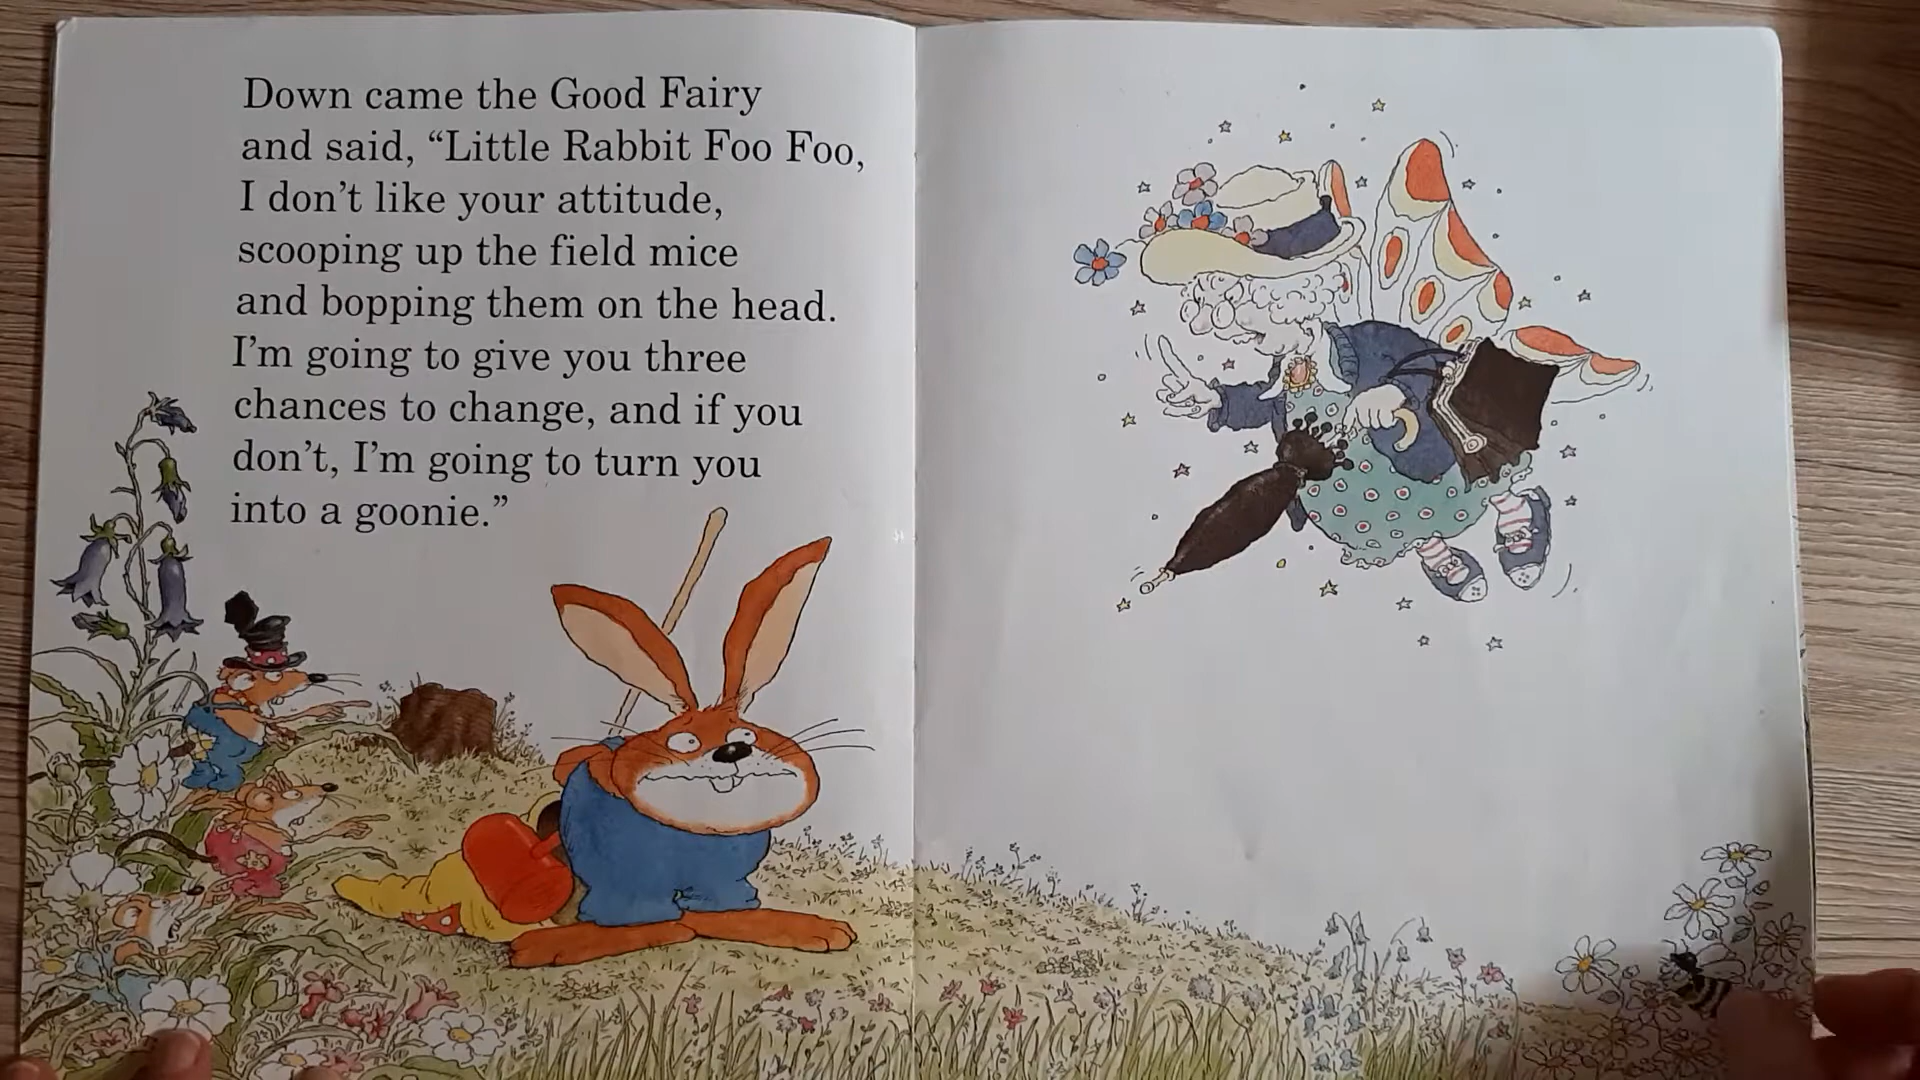 Down came the Good Fairy
and said, “Little Rabbit Foo Foo,
I don’t like your attitude,
scooping up the field mice
and bopping them on the head.
I’m going to give you three
chances to change, and if you
don’t, I’m going to turn you
into a goonie.”